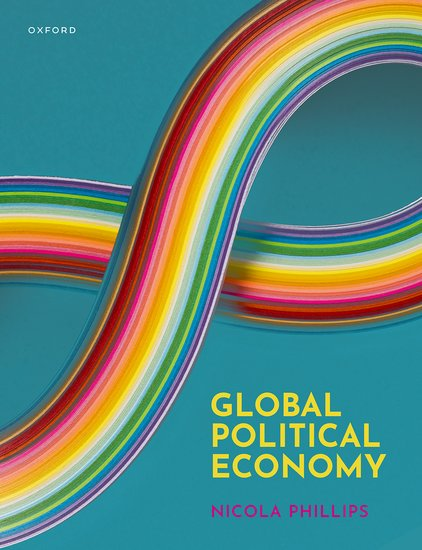 OXFORD
GLOBAL
POLITICAL
ECONOMY
NICOLA PHILLIPS